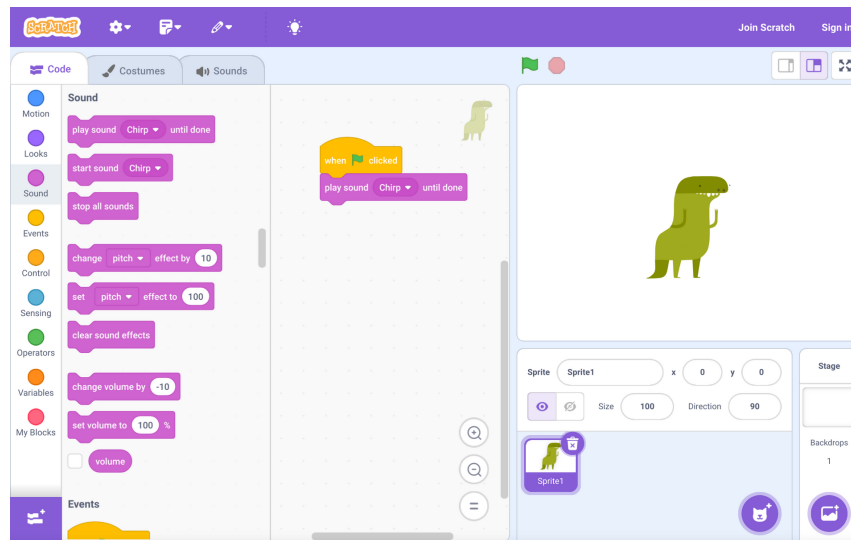 SCRATCH
Join Scratch
Sign in
Code
Costumes
Sounds
Motion
Looks
Sound
Events
Control
Sensing
Operators
Variables
My Blocks
Sound
play sound Chirp until done
start sound Chirp
stop all sounds
change pitch effect by 10
set pitch effect to 100
clear sound effects
change volume by -10
set volume to 100 %
volume
Events
when clicked
play sound Chirp until done
Sprite Sprite1 x 0 y 0
Size 100 Direction 90
Sprite1
Stage
Backdrops
1